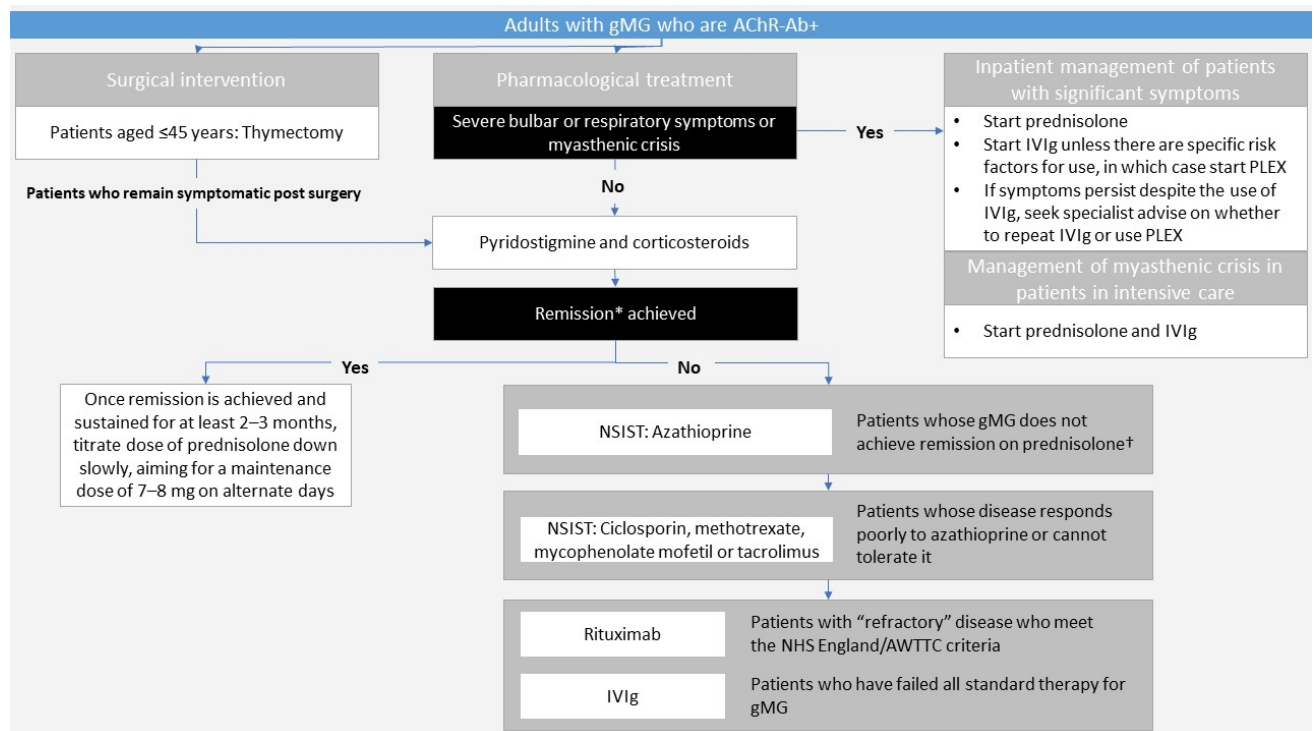 Adults with gMG who are AChR-Ab+
Surgical intervention
Patients aged ≤45 years: Thymectomy
Patients who remain symptomatic post surgery
Pharmacological treatment
Severe bulbar or respiratory symptoms or
myasthenic crisis
Yes
No
Inpatient management of patients
with significant symptoms
• Start prednisolone
• Start IVIg unless there are specific risk
factors for use, in which case start PLEX
• If symptoms persist despite the use of
IVIg, seek specialist advise on whether
to repeat IVIg or use PLEX
Management of myasthenic crisis in
patients in intensive care
• Start prednisolone and IVIg
Pyridostigmine and corticosteroids
Remission* achieved
Yes
No
Once remission is achieved and
sustained for at least 2–3 months,
titrate dose of prednisolone down
slowly, aiming for a maintenance
dose of 7–8 mg on alternate days
NSIST: Azathioprine
Patients whose gMG does not
achieve remission on prednisolone†
NSIST: Ciclosporin, methotrexate,
mycophenolate mofetil or tacrolimus
Patients whose disease responds
poorly to azathioprine or cannot
tolerate it
Rituximab
Patients with “refractory” disease who meet
the NHS England/AWTTC criteria
IVIg
Patients who have failed all standard therapy for
gMG